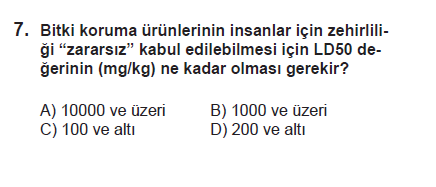 7. Bitki koruma ürünlerinin insanlar için zehirlili-
ği “zararsız” kabul edilebilmesi için LD50 de-
ğerinin (mg/kg) ne kadar olması gerekir?
A) 10000 ve üzeri B) 1000 ve üzeri
C) 100 ve altı D) 200 ve altı